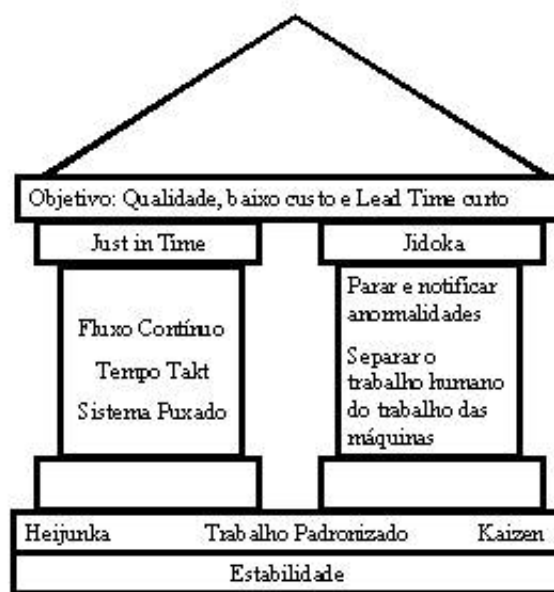 Objetivo: Qualidade, baixo custo e Lead Time curto
Just in Time
Fluxo Contínuo
Tempo Takt
Sistema Puxado
Jidoka
Parar e notificar
anormalidades
Separar o
trabalho humano
do trabalho das
máquinas
Heijunka Trabalho Padronizado Kaizen
Estabilidade